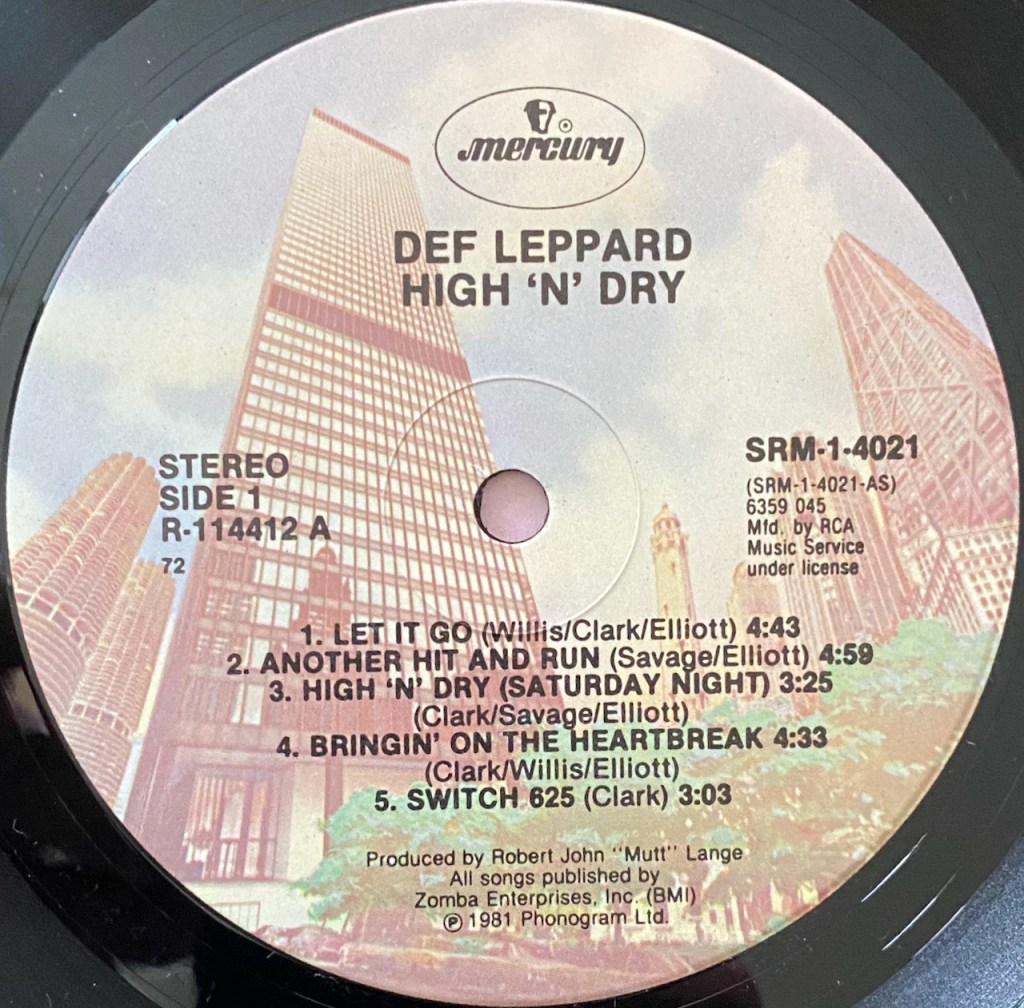 mercury
DEF LEPPARD
HIGH ‘N’ DRY
STEREO
SIDE 1
R-114412 A
72
SRM-1-4021
(SRM-1-4021-AS)
6359 045
Mfd. by RCA
Music Service
under license
1. LET IT GO (Willis/Clark/Elliott) 4:43
2. ANOTHER HIT AND RUN (Savage/Elliott) 4:59
3. HIGH ‘N’ DRY (SATURDAY NIGHT) 3:25
(Clark/Savage/Elliott)
4. BRINGIN’ ON THE HEARTBREAK 4:33
(Clark/Willis/Elliott)
5. SWITCH 625 (Clark) 3:03
Produced by Robert John "Mutt" Lange
All songs published by
Zomba Enterprises, Inc. (BMI)
℗ 1981 Phonogram Ltd.